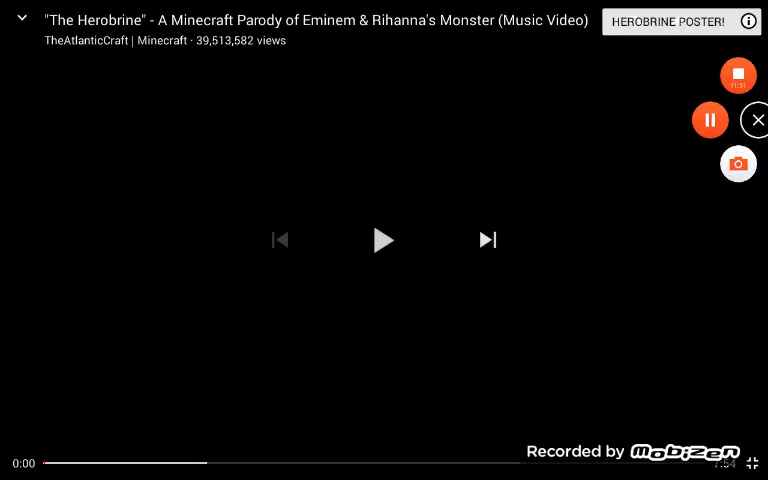 "The Herobrine" - A Minecraft Parody of Eminem & Rihanna's Monster (Music Video)
HEROBRINE POSTER!
TheAtlanticCraft | Minecraft · 39,513,582 views
11:51
Recorded by Mobizen
0:00
7:54